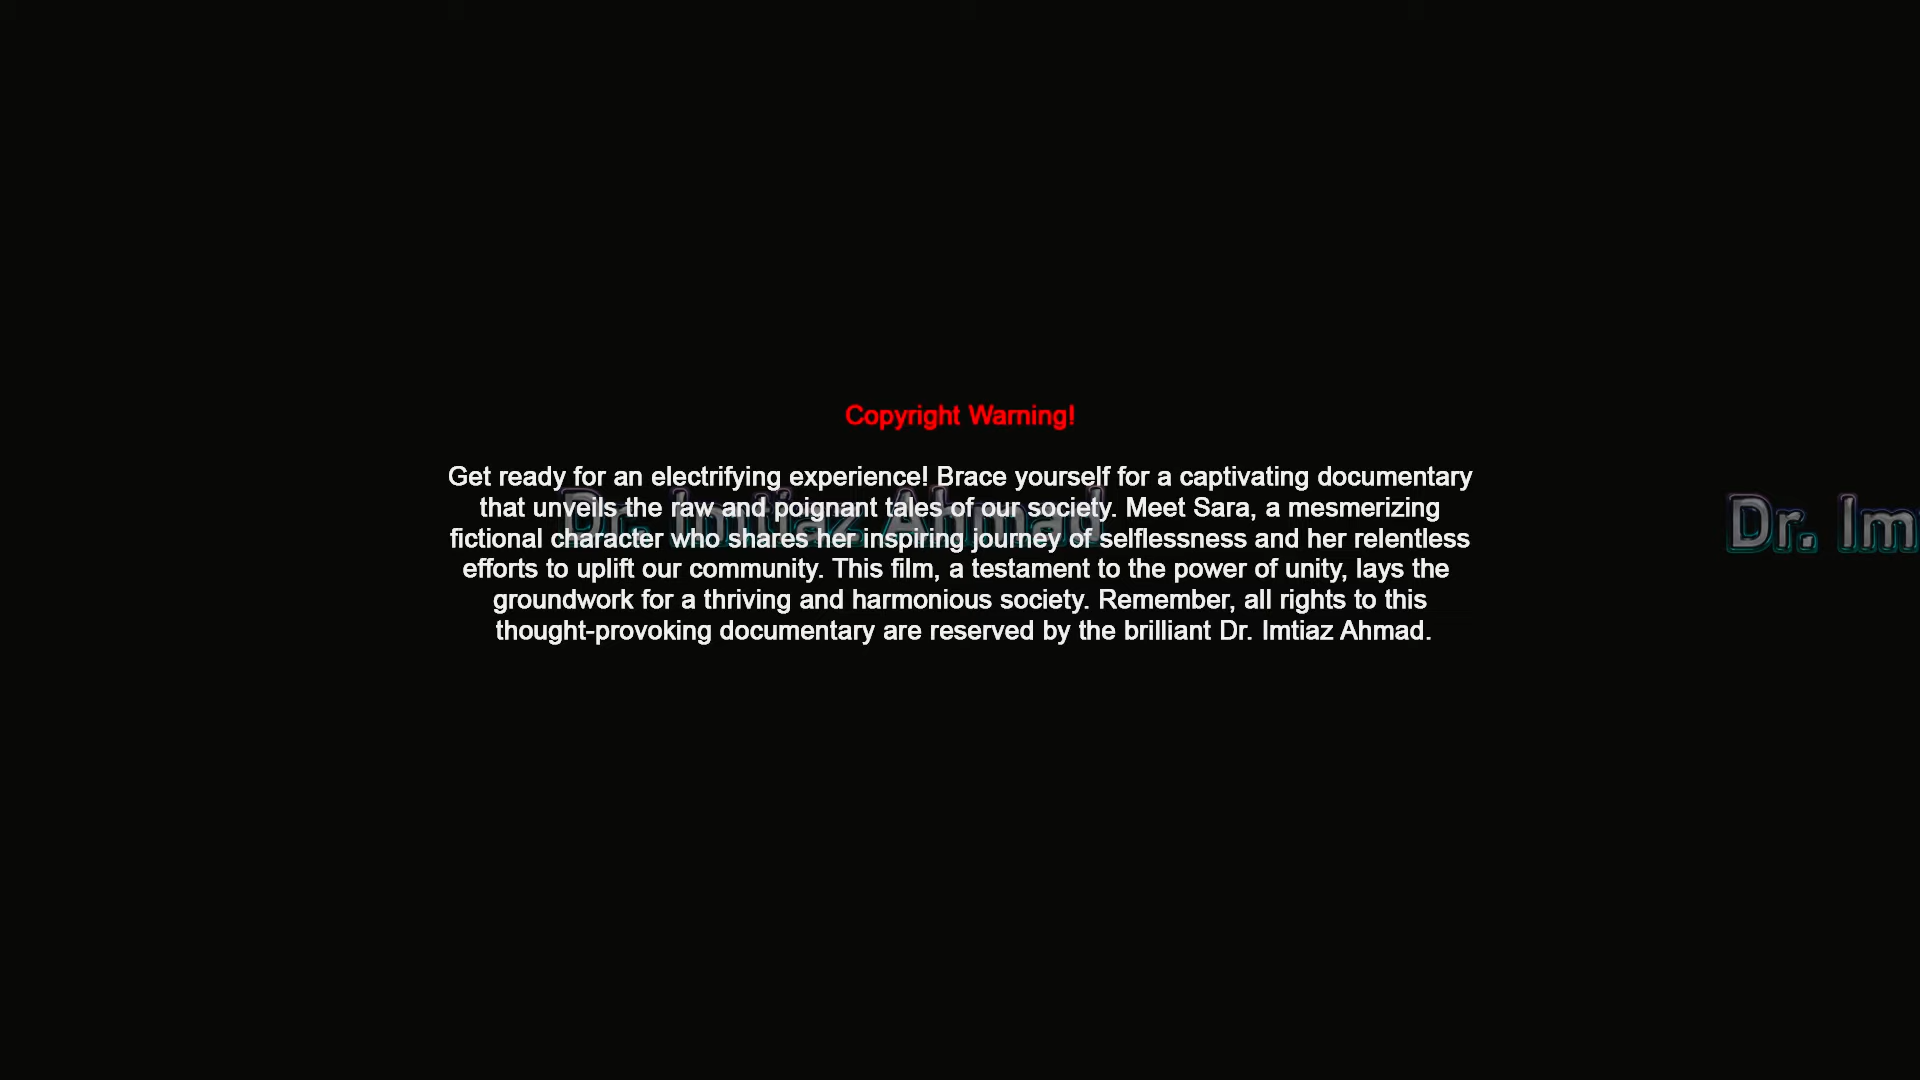 Copyright Warning!
Get ready for an electrifying experience! Brace yourself for a captivating documentary
that unveils the raw and poignant tales of our society. Meet Sara, a mesmerizing
fictional character who shares her inspiring journey of selflessness and her relentless
efforts to uplift our community. This film, a testament to the power of unity, lays the
groundwork for a thriving and harmonious society. Remember, all rights to this
thought-provoking documentary are reserved by the brilliant Dr. Imtiaz Ahmad.
Dr. Imtiaz Ahmad
Dr. Im